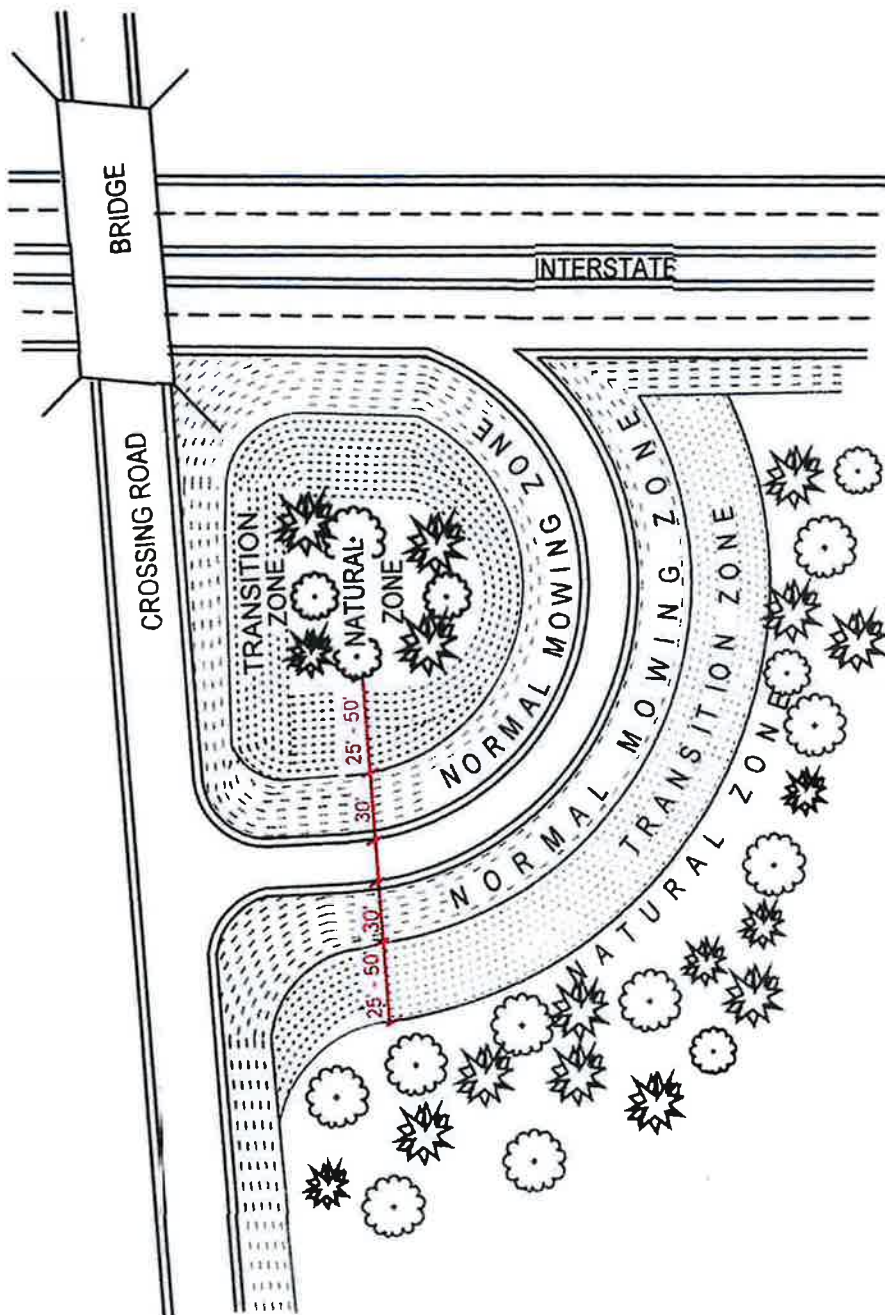 BRIDGE
INTERSTATE
CROSSING ROAD
TRANSITION
ZONE
NATURAL
ZONE
NORMAL MOWING ZONE
25' 50'
30'
NORMAL MOWING ZONE
TRANSITION ZONE
NATURAL ZONE
30'
25' - 50'